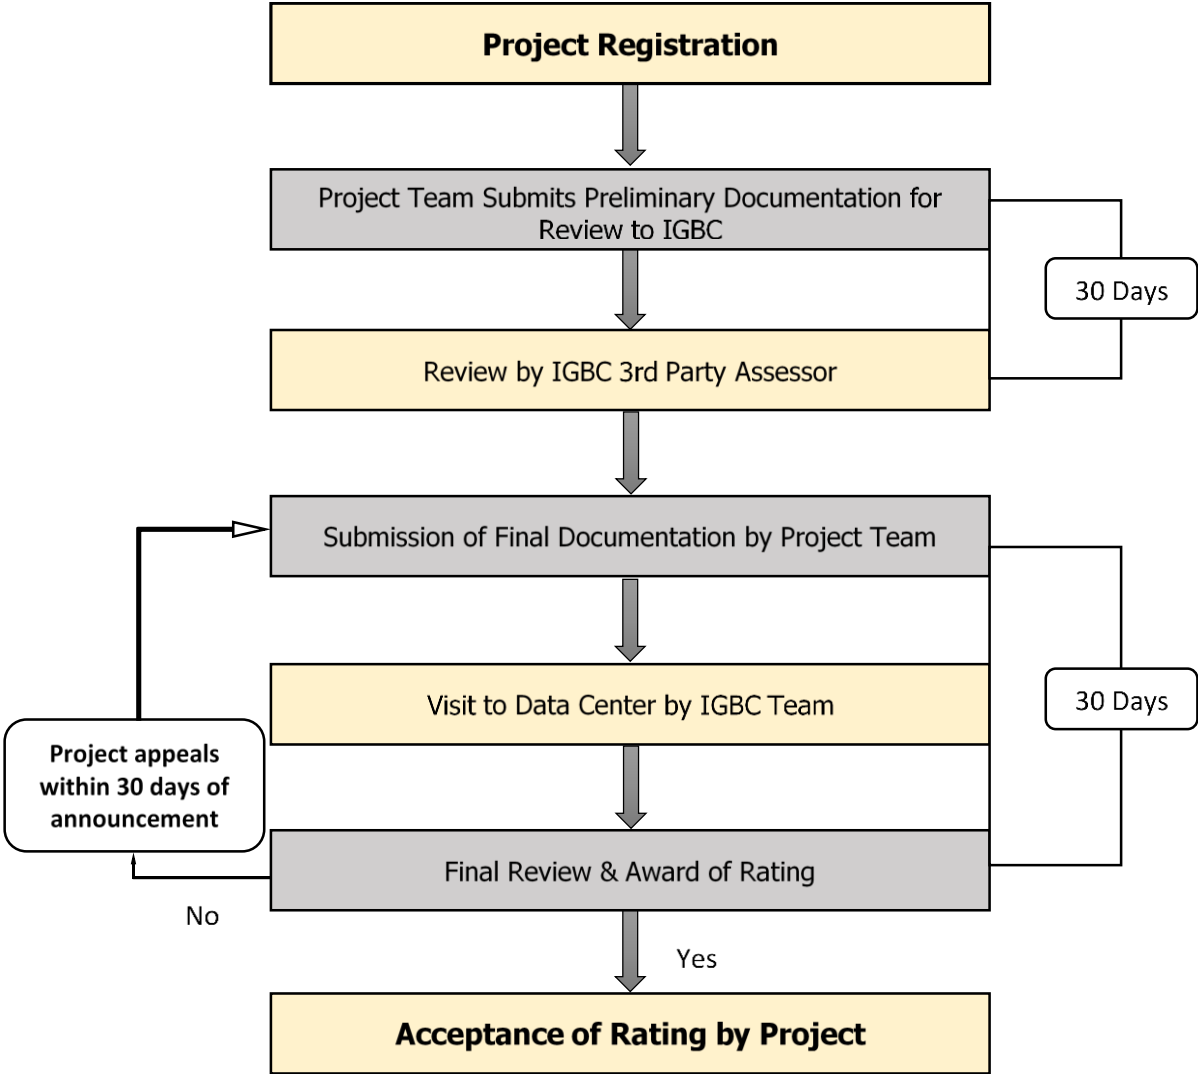 Project Registration
Project Team Submits Preliminary Documentation for
Review to IGBC
30 Days
Review by IGBC 3rd Party Assessor
Submission of Final Documentation by Project Team
Visit to Data Center by IGBC Team
30 Days
Project appeals
within 30 days of
announcement
Final Review & Award of Rating
No
Yes
Acceptance of Rating by Project